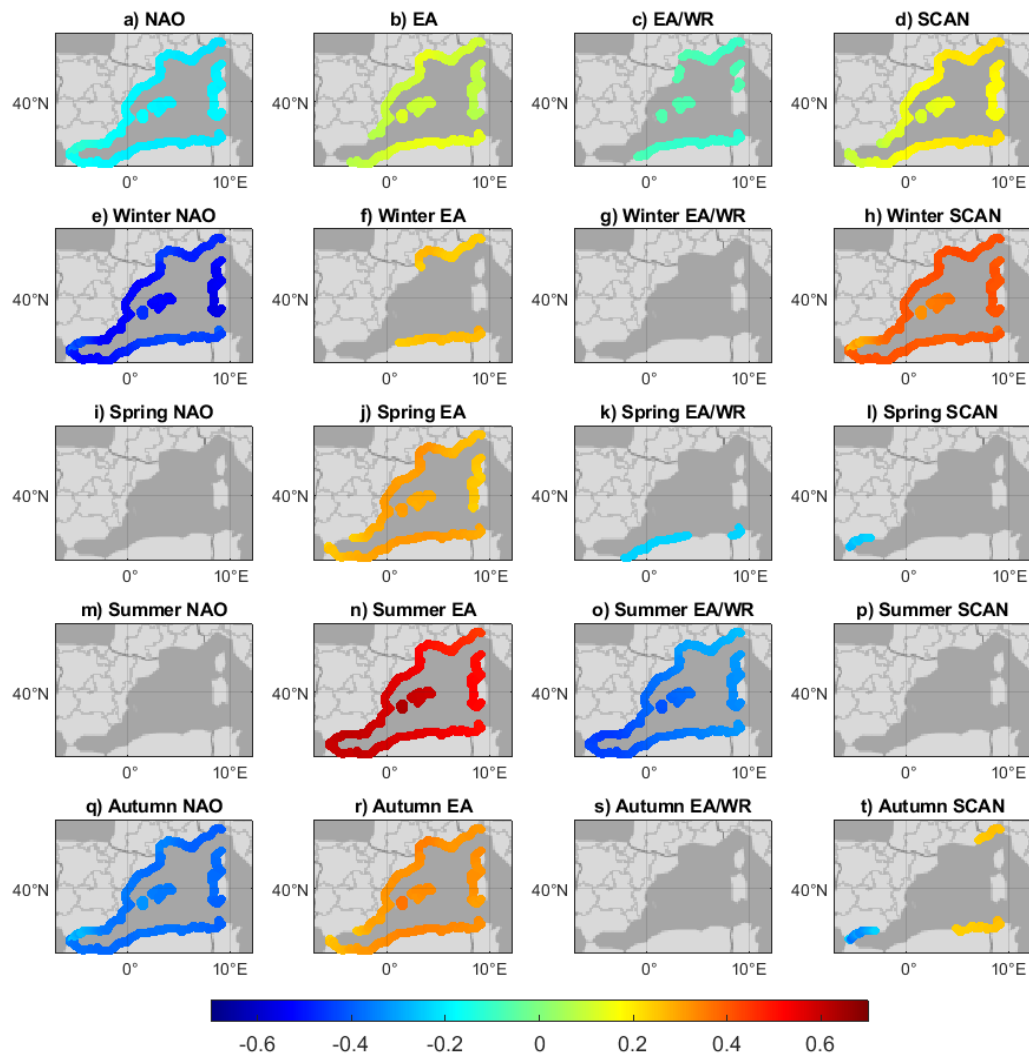 a) NAO b) EA c) EA/WR d) SCAN
40°N 40°N 40°N 40°N
0° 10°E 0° 10°E 0° 10°E 0° 10°E
e) Winter NAO f) Winter EA g) Winter EA/WR h) Winter SCAN
40°N 40°N 40°N 40°N
0° 10°E 0° 10°E 0° 10°E 0° 10°E
i) Spring NAO j) Spring EA k) Spring EA/WR l) Spring SCAN
40°N 40°N 40°N 40°N
0° 10°E 0° 10°E 0° 10°E 0° 10°E
m) Summer NAO n) Summer EA o) Summer EA/WR p) Summer SCAN
40°N 40°N 40°N 40°N
0° 10°E 0° 10°E 0° 10°E 0° 10°E
q) Autumn NAO r) Autumn EA s) Autumn EA/WR t) Autumn SCAN
40°N 40°N 40°N 40°N
0° 10°E 0° 10°E 0° 10°E 0° 10°E
-0.6 -0.4 -0.2 0 0.2 0.4 0.6